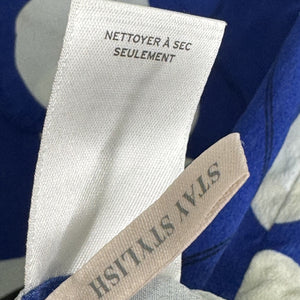 NETTOYER À SEC
SEULEMENT
STAY STYLISH